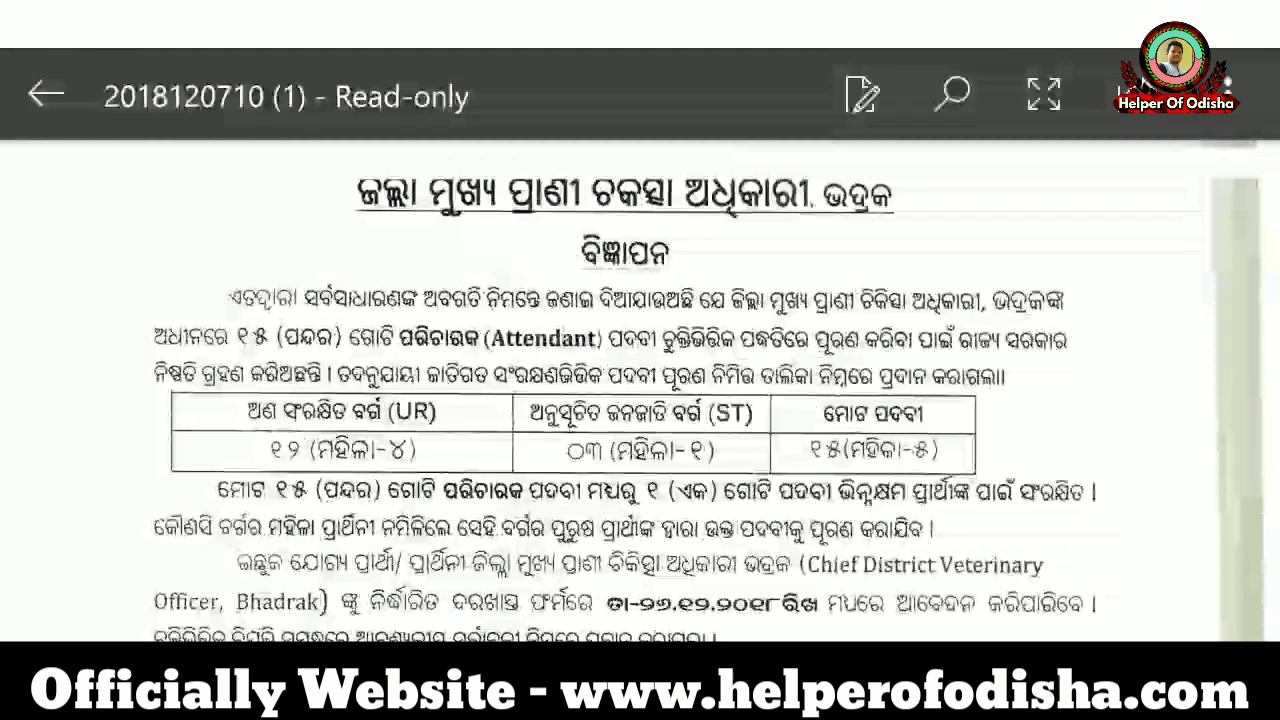 2018120710 (1) - Read-only
Helper Of Odisha
ଜିଲ୍ଲା ମୁଖ୍ୟ ପ୍ରାଣୀ ଚିକିତ୍ସା ଅଧିକାରୀ, ଭଦ୍ରକ
ବିଜ୍ଞାପନ
ଏତଦ୍ଵାରା ସର୍ବସାଧାରଣଙ୍କ ଅବଗତି ନିମନ୍ତେ ଜଣାଇ ଦିଆଯାଉଅଛି ଯେ ଜିଲ୍ଲା ମୁଖ୍ୟ ପ୍ରାଣୀ ଚିକିତ୍ସା ଅଧିକାରୀ, ଭଦ୍ରକଙ୍କ
ଅଧୀନରେ ୧୫ (ପନ୍ଦର) ଗୋଟି ପରିଚାରକ (Attendant) ପଦବୀ ଚୁକ୍ତିଭିତ୍ତିକ ପଦ୍ଧତିରେ ପୂରଣ କରିବା ପାଇଁ ରାଜ୍ୟ ସରକାର
ନିଷ୍ପତି ଗ୍ରହଣ କରିଅଛନ୍ତି । ତଦନୁଯାୟୀ ଜାତିଗତ ସଂରକ୍ଷଣଭିତ୍ତିକ ପଦବୀ ପୂରଣ ନିମିତ୍ତ ତାଲିକା ନିମ୍ନରେ ପ୍ରଦାନ କରାଗଲା।
ଅଣ ସଂରକ୍ଷିତ ବର୍ଗ (UR) ଅନୁସୂଚିତ ଜନଜାତି ବର୍ଗ (ST) ମୋଟ ପଦବୀ
୧୨ (ମହିଳା-୪) ୦୩ (ମହିଳା-୧) ୧୫(ମହିଳା-୫)
ମୋଟ ୧୫ (ପନ୍ଦର) ଗୋଟି ପରିଚାରକ ପଦବୀ ମଧ୍ୟରୁ ୧ (ଏକ) ଗୋଟି ପଦବୀ ଭିନ୍ନକ୍ଷମ ପ୍ରାର୍ଥୀଙ୍କ ପାଇଁ ସଂରକ୍ଷିତ ।
କୌଣସି ବର୍ଗର ମହିଳା ପ୍ରାର୍ଥିନୀ ନମିଳିଲେ ସେହି ବର୍ଗର ପୁରୁଷ ପ୍ରାର୍ଥୀଙ୍କ ଦ୍ୱାରା ଉକ୍ତ ପଦବୀକୁ ପୂରଣ କରାଯିବ ।
ଇଛୁକ ଯୋଗ୍ୟ ପ୍ରାର୍ଥୀ/ ପ୍ରାର୍ଥିନୀ ଜିଲ୍ଲା ମୁଖ୍ୟ ପ୍ରାଣୀ ଚିକିତ୍ସା ଅଧିକାରୀ ଭଦ୍ରକ (Chief District Veterinary
Officer, Bhadrak) ଙ୍କୁ ନିର୍ଦ୍ଧାରିତ ଦରଖାସ୍ତ ଫର୍ମରେ ତା-୨୬.୧୨.୨୦୧୮ରିଖ ମଧ୍ୟରେ ଆବେଦନ କରିପାରିବେ ।
Officially Website - www.helperofodisha.com